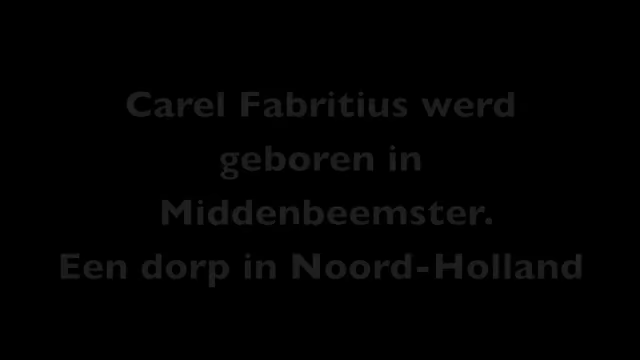 Carel Fabritius werd
geboren in
Middenbeemster.
Een dorp in Noord-Holland